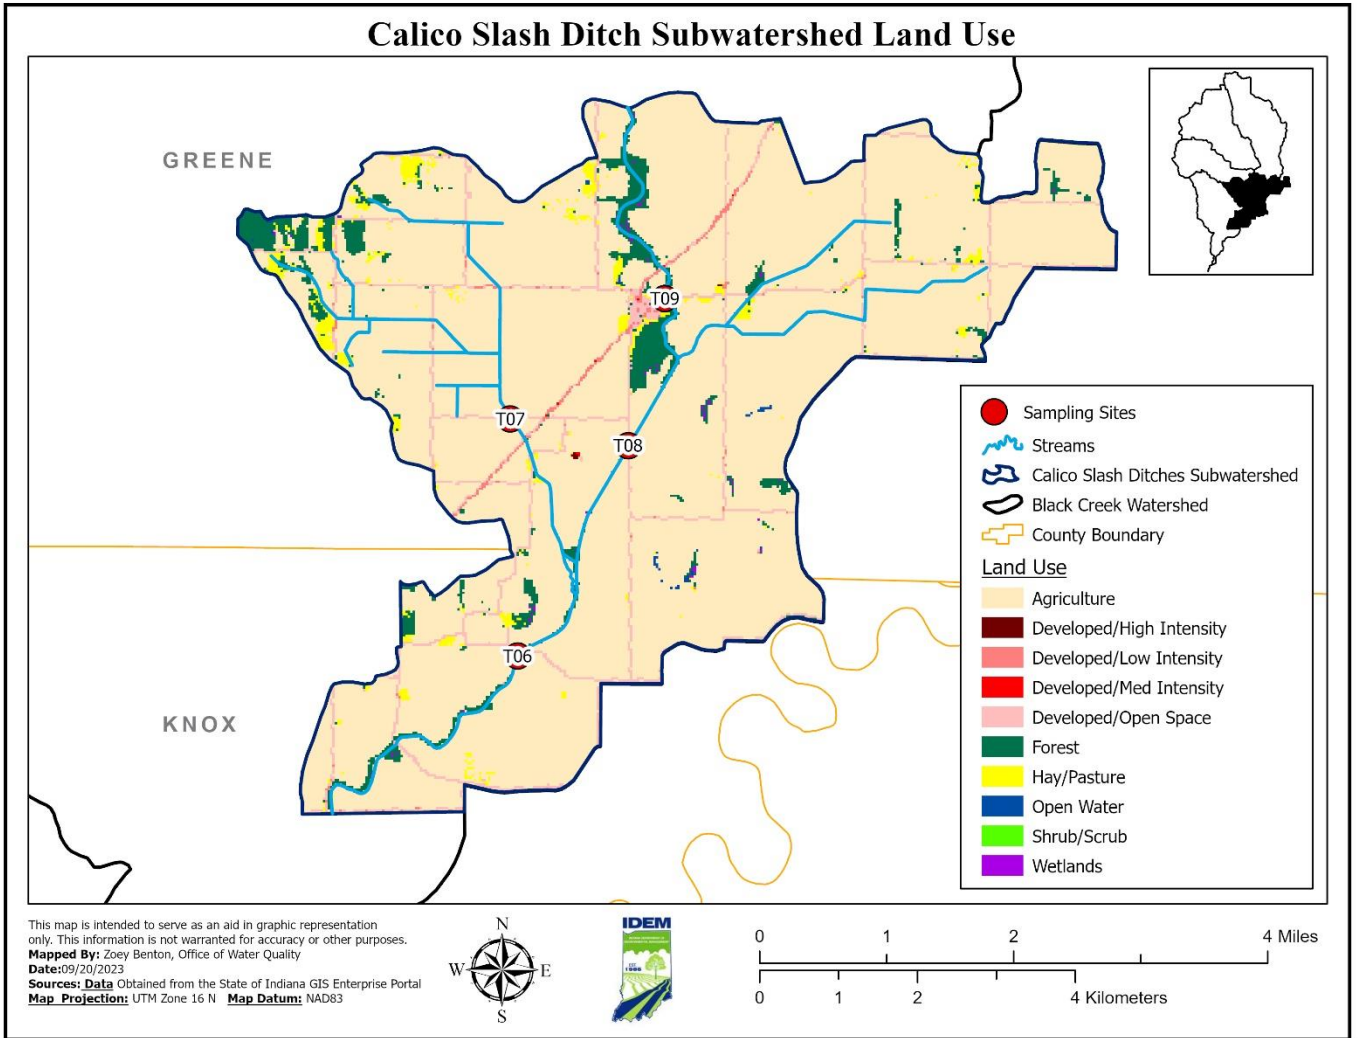 Calico Slash Ditch Subwatershed Land Use
GREENE
T09
T07
T08
T06
KNOX
Sampling Sites
Streams
Calico Slash Ditches Subwatershed
Black Creek Watershed
County Boundary
Land Use
Agriculture
Developed/High Intensity
Developed/Low Intensity
Developed/Med Intensity
Developed/Open Space
Forest
Hay/Pasture
Open Water
Shrub/Scrub
Wetlands
This map is intended to serve as an aid in graphic representation
only. This information is not warranted for accuracy or other purposes.
Mapped By: Zoey Benton, Office of Water Quality
Date:09/20/2023
Sources: Data Obtained from the State of Indiana GIS Enterprise Portal
Map Projection: UTM Zone 16 N Map Datum: NAD83
N
W E
S
IDEM
1986
0 1 2 4 Miles
0 1 2 4 Kilometers